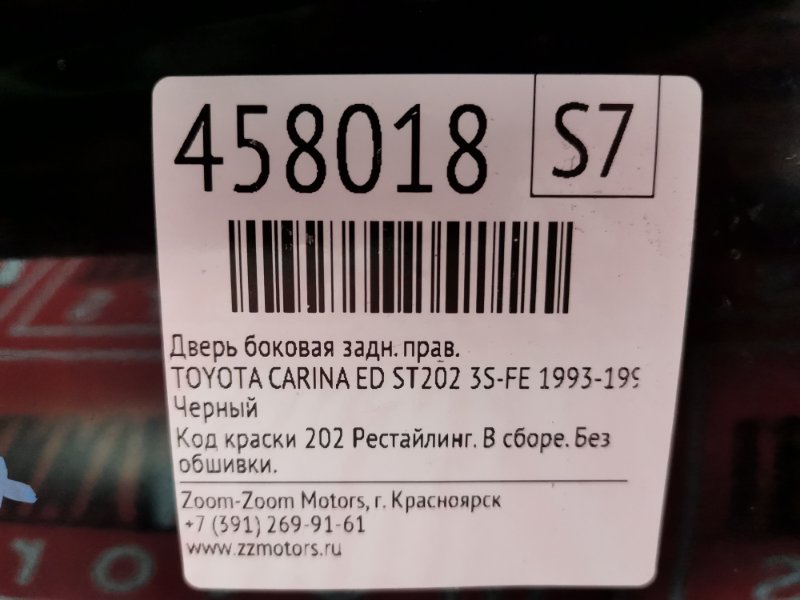 458018
S7
Дверь боковая задн. прав.
TOYOTA CARINA ED ST202 3S-FE 1993-199
Черный
Код краски 202 Рестайлинг. В сборе. Без
обшивки.
Zoom-Zoom Motors, г. Красноярск
+7 (391) 269-91-61
www.zzmotors.ru